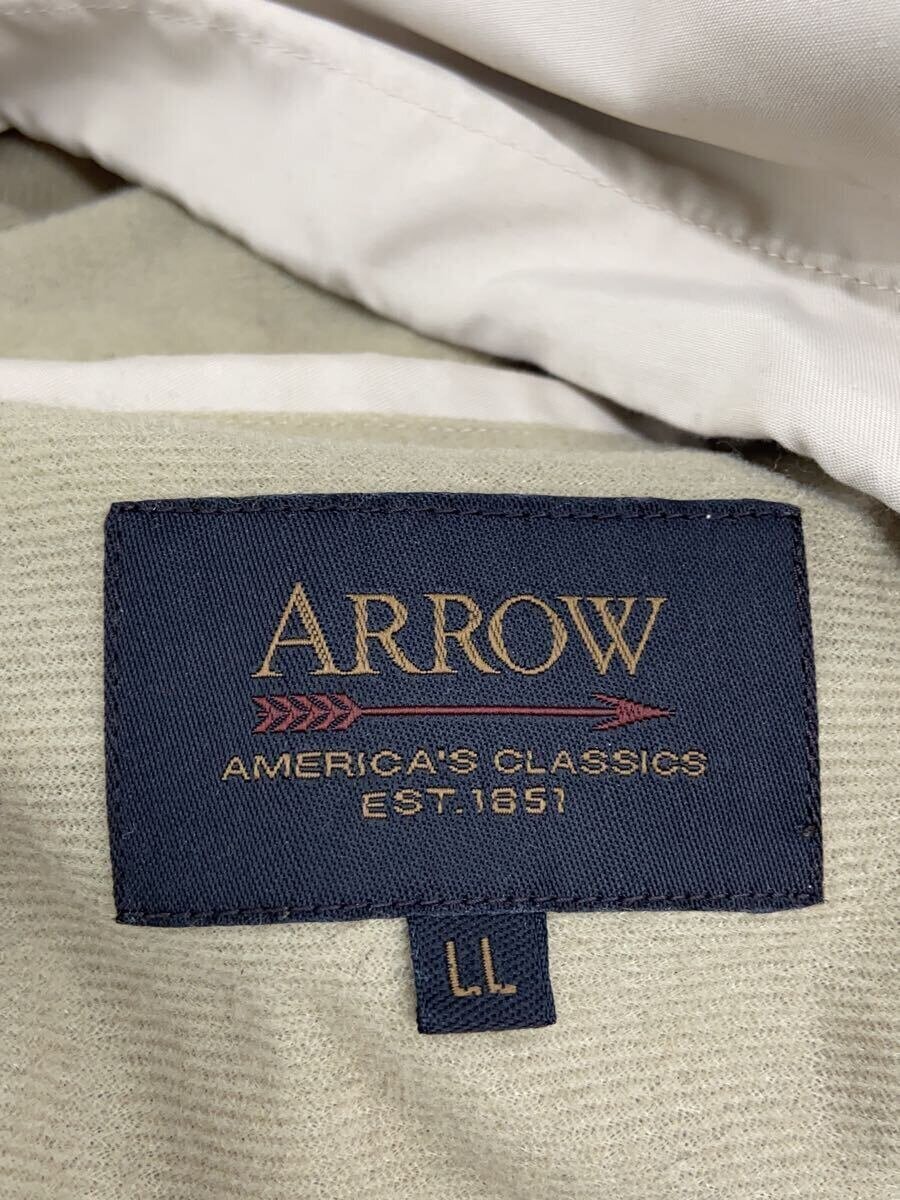 ARROW
AMERICA'S CLASSICS
EST.1851
LL